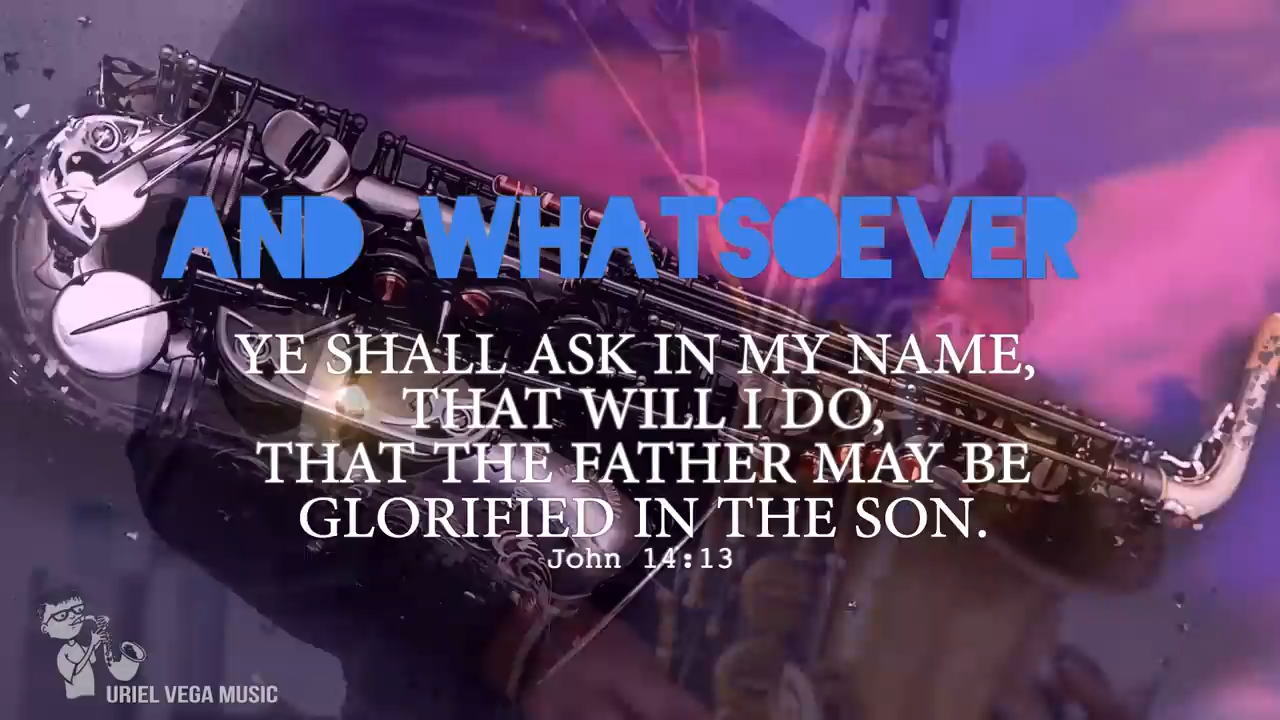 AND WHATSOEVER
YE SHALL ASK IN MY NAME,
THAT WILL I DO,
THAT THE FATHER MAY BE
GLORIFIED IN THE SON.
John 14:13
URIEL VEGA MUSIC